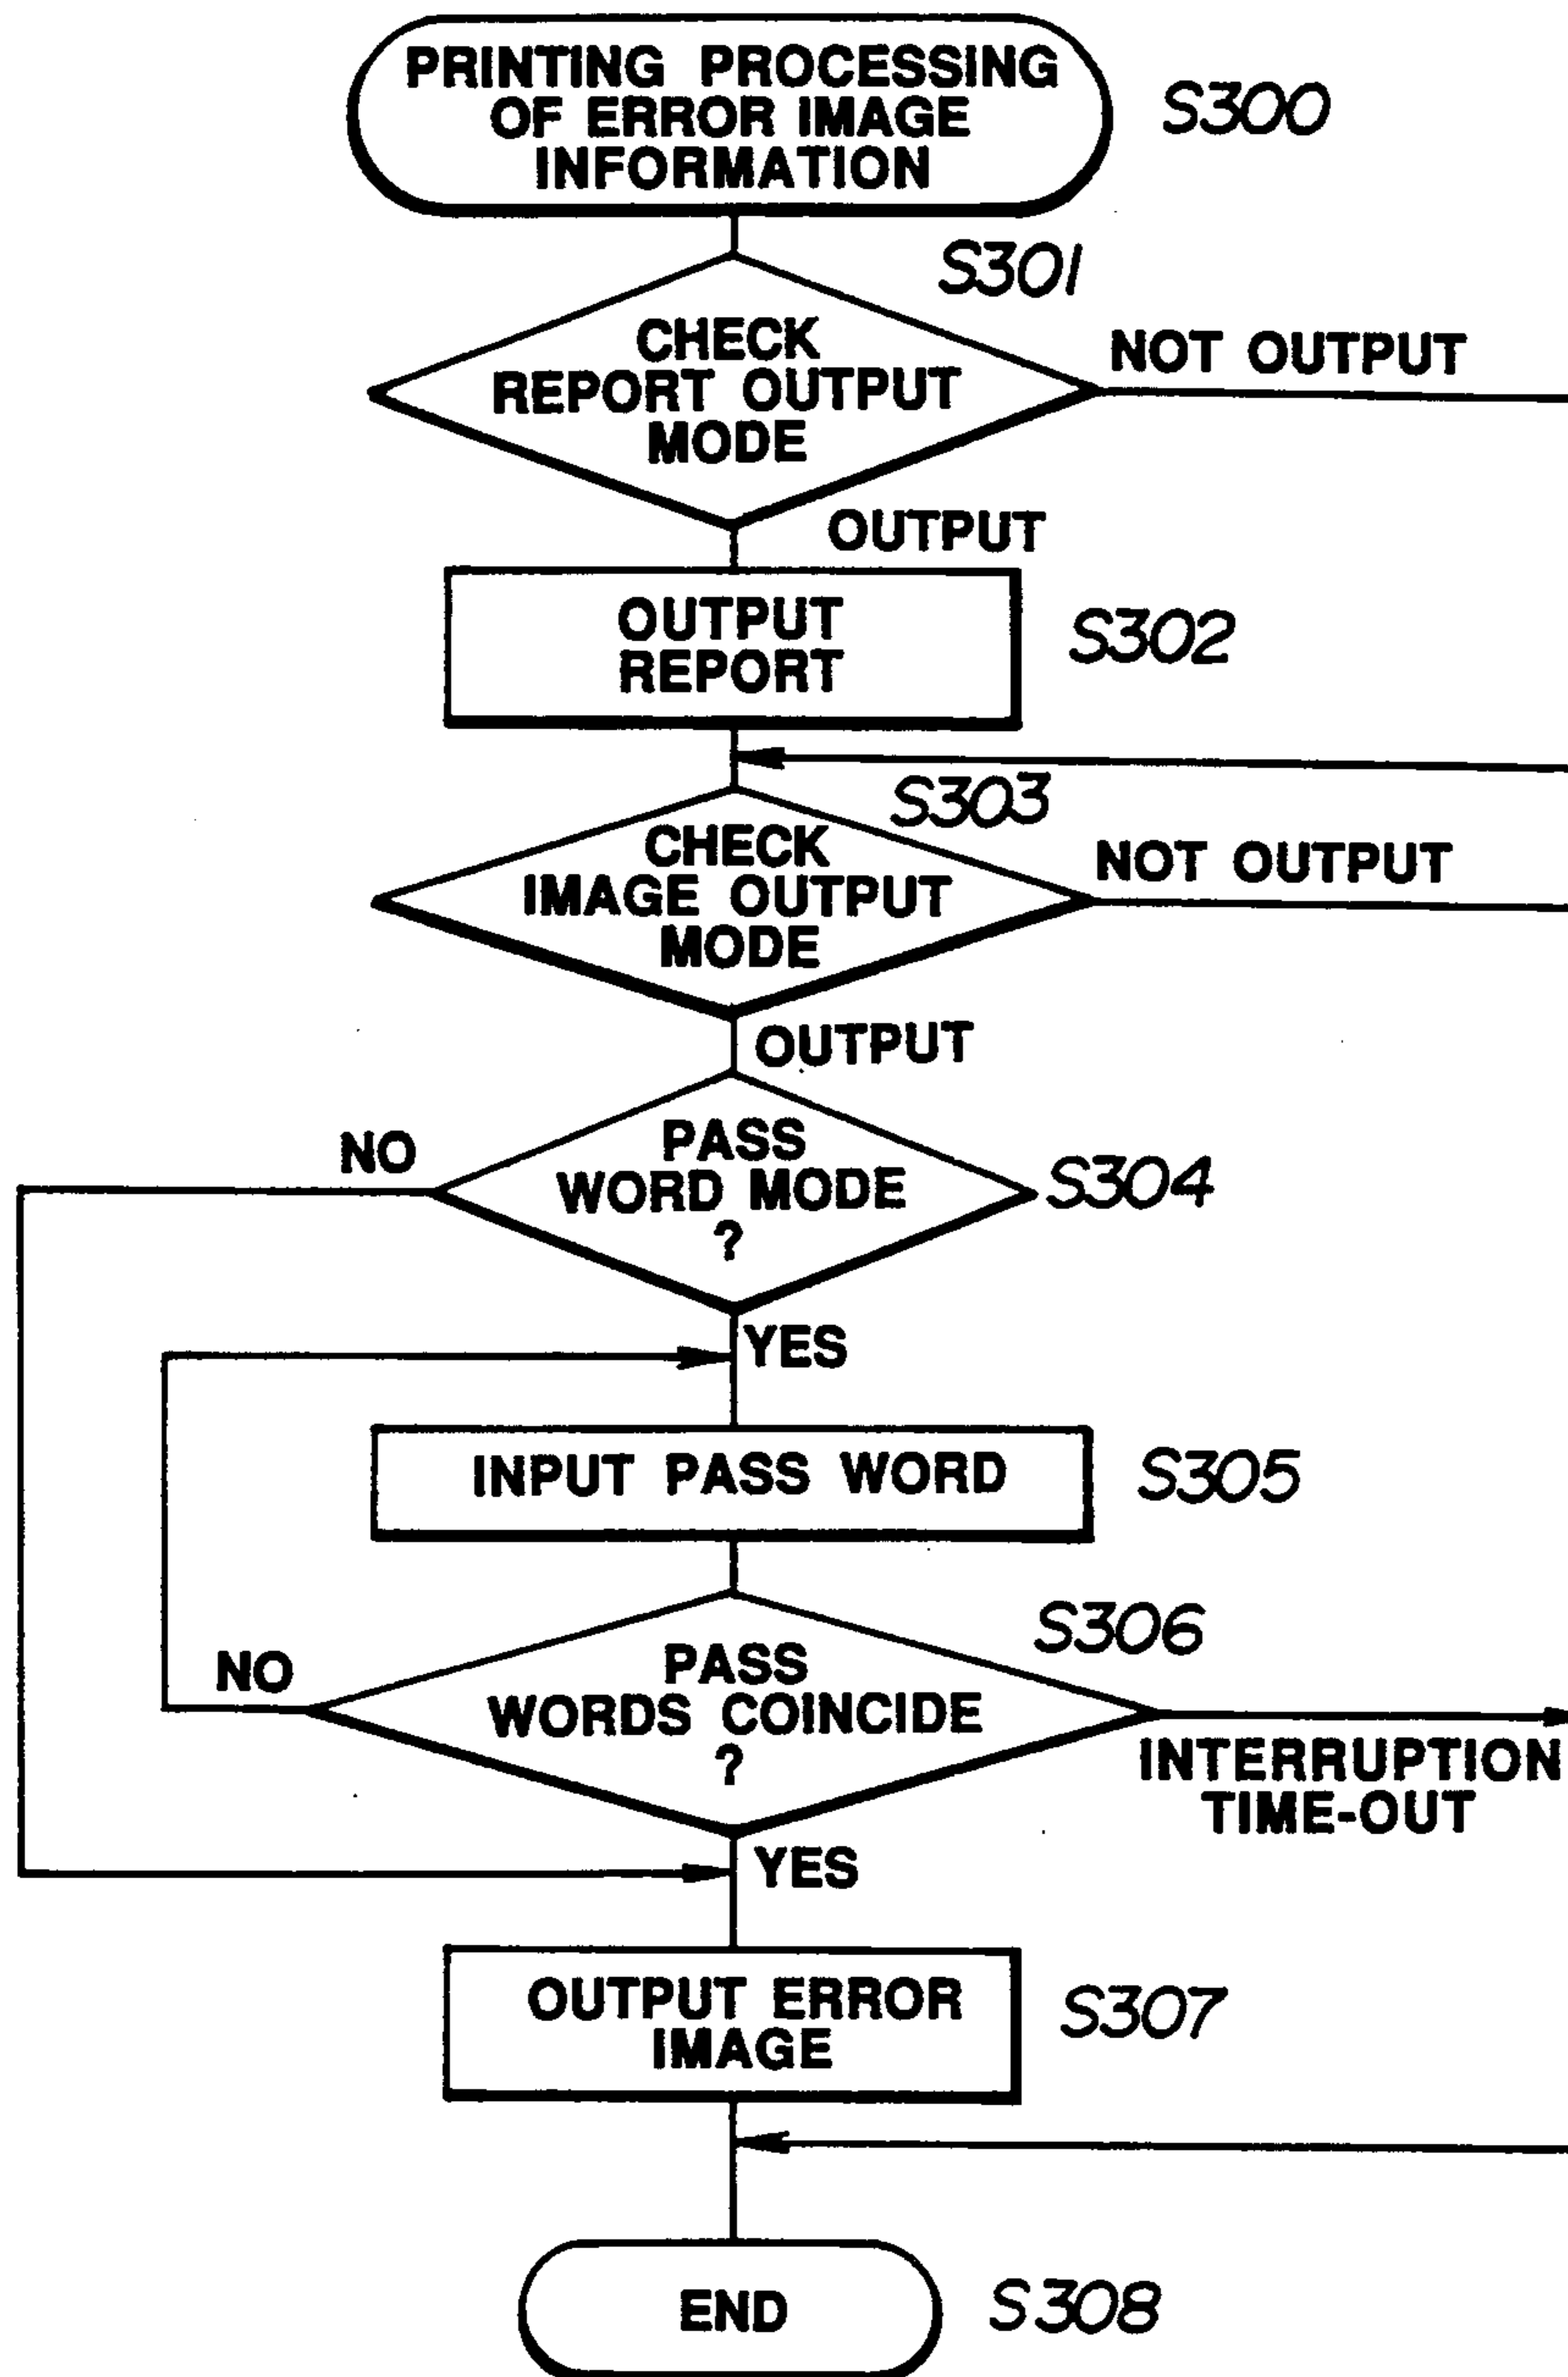 PRINTING PROCESSING
OF ERROR IMAGE
INFORMATION
S300
S301
CHECK
REPORT OUTPUT
MODE
NOT OUTPUT
OUTPUT
OUTPUT
REPORT
S302
S303
CHECK
IMAGE OUTPUT
MODE
NOT OUTPUT
OUTPUT
NO
PASS
WORD MODE
?
S304
YES
INPUT PASS WORD
S305
S306
NO
PASS
WORDS COINCIDE
?
INTERRUPTION
TIME-OUT
YES
OUTPUT ERROR
IMAGE
S307
END
S308